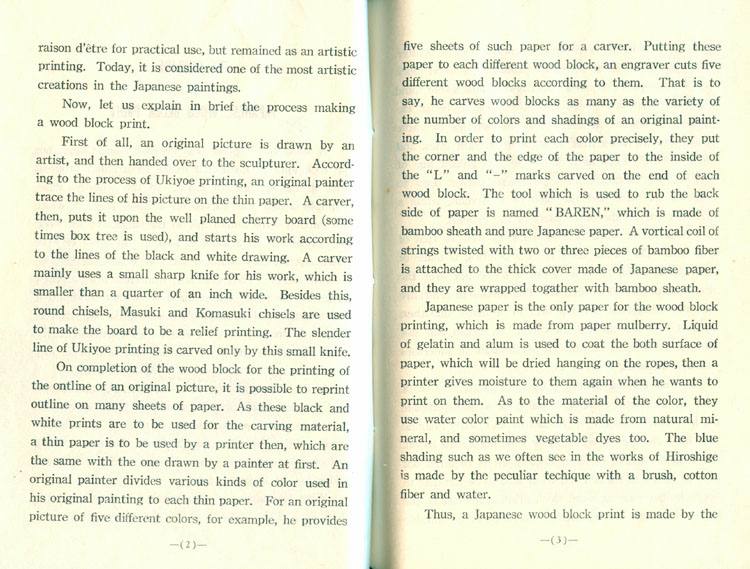 raison d'être for practical use, but remained as an artistic
printing. Today, it is considered one of the most artistic
creations in the Japanese paintings.
Now, let us explain in brief the process making
a wood block print.
First of all, an original picture is drawn by an
artist, and then handed over to the sculpturer. Accord-
ing to the process of Ukiyoe printing, an original painter
trace the lines of his picture on the thin paper. A carver,
then, puts it upon the well planed cherry board (some
times box tree is used), and starts his work according
to the lines of the black and white drawing. A carver
mainly uses a small sharp knife for his work, which is
smaller than a quarter of an inch wide. Besides this,
round chisels, Masuki and Komasuki chisels are used
to make the board to be a relief printing. The slender
line of Ukiyoe printing is carved only by this small knife.
On completion of the wood block for the printing of
the ontline of an original picture, it is possible to reprint
outline on many sheets of paper. As these black and
white prints are to be used for the carving material,
a thin paper is to be used by a printer then, which are
the same with the one drawn by a painter at first. An
original painter divides various kinds of color used in
his original painting to each thin paper. For an original
picture of five different colors, for example, he provides
—(2)—
five sheets of such paper for a carver. Putting these
paper to each different wood block, an engraver cuts five
different wood blocks according to them. That is to
say, he carves wood blocks as many as the variety of
the number of colors and shadings of an original paint-
ing. In order to print each color precisely, they put
the corner and the edge of the paper to the inside of
the "L" and "-" marks carved on the end of each
wood block. The tool which is used to rub the back
side of paper is named "BAREN," which is made of
bamboo sheath and pure Japanese paper. A vortical coil of
strings twisted with two or three pieces of bamboo fiber
is attached to the thick cover made of Japanese paper,
and they are wrapped togather with bamboo sheath.
Japanese paper is the only paper for the wood block
printing, which is made from paper mulberry. Liquid
of gelatin and alum is used to coat the both surface of
paper, which will be dried hanging on the ropes, then a
printer gives moisture to them again when he wants to
print on them. As to the material of the color, they
use water color paint which is made from natural mi-
neral, and sometimes vegetable dyes too. The blue
shading such as we often see in the works of Hiroshige
is made by the peculiar techique with a brush, cotton
fiber and water.
Thus, a Japanese wood block print is made by the
—(3)—